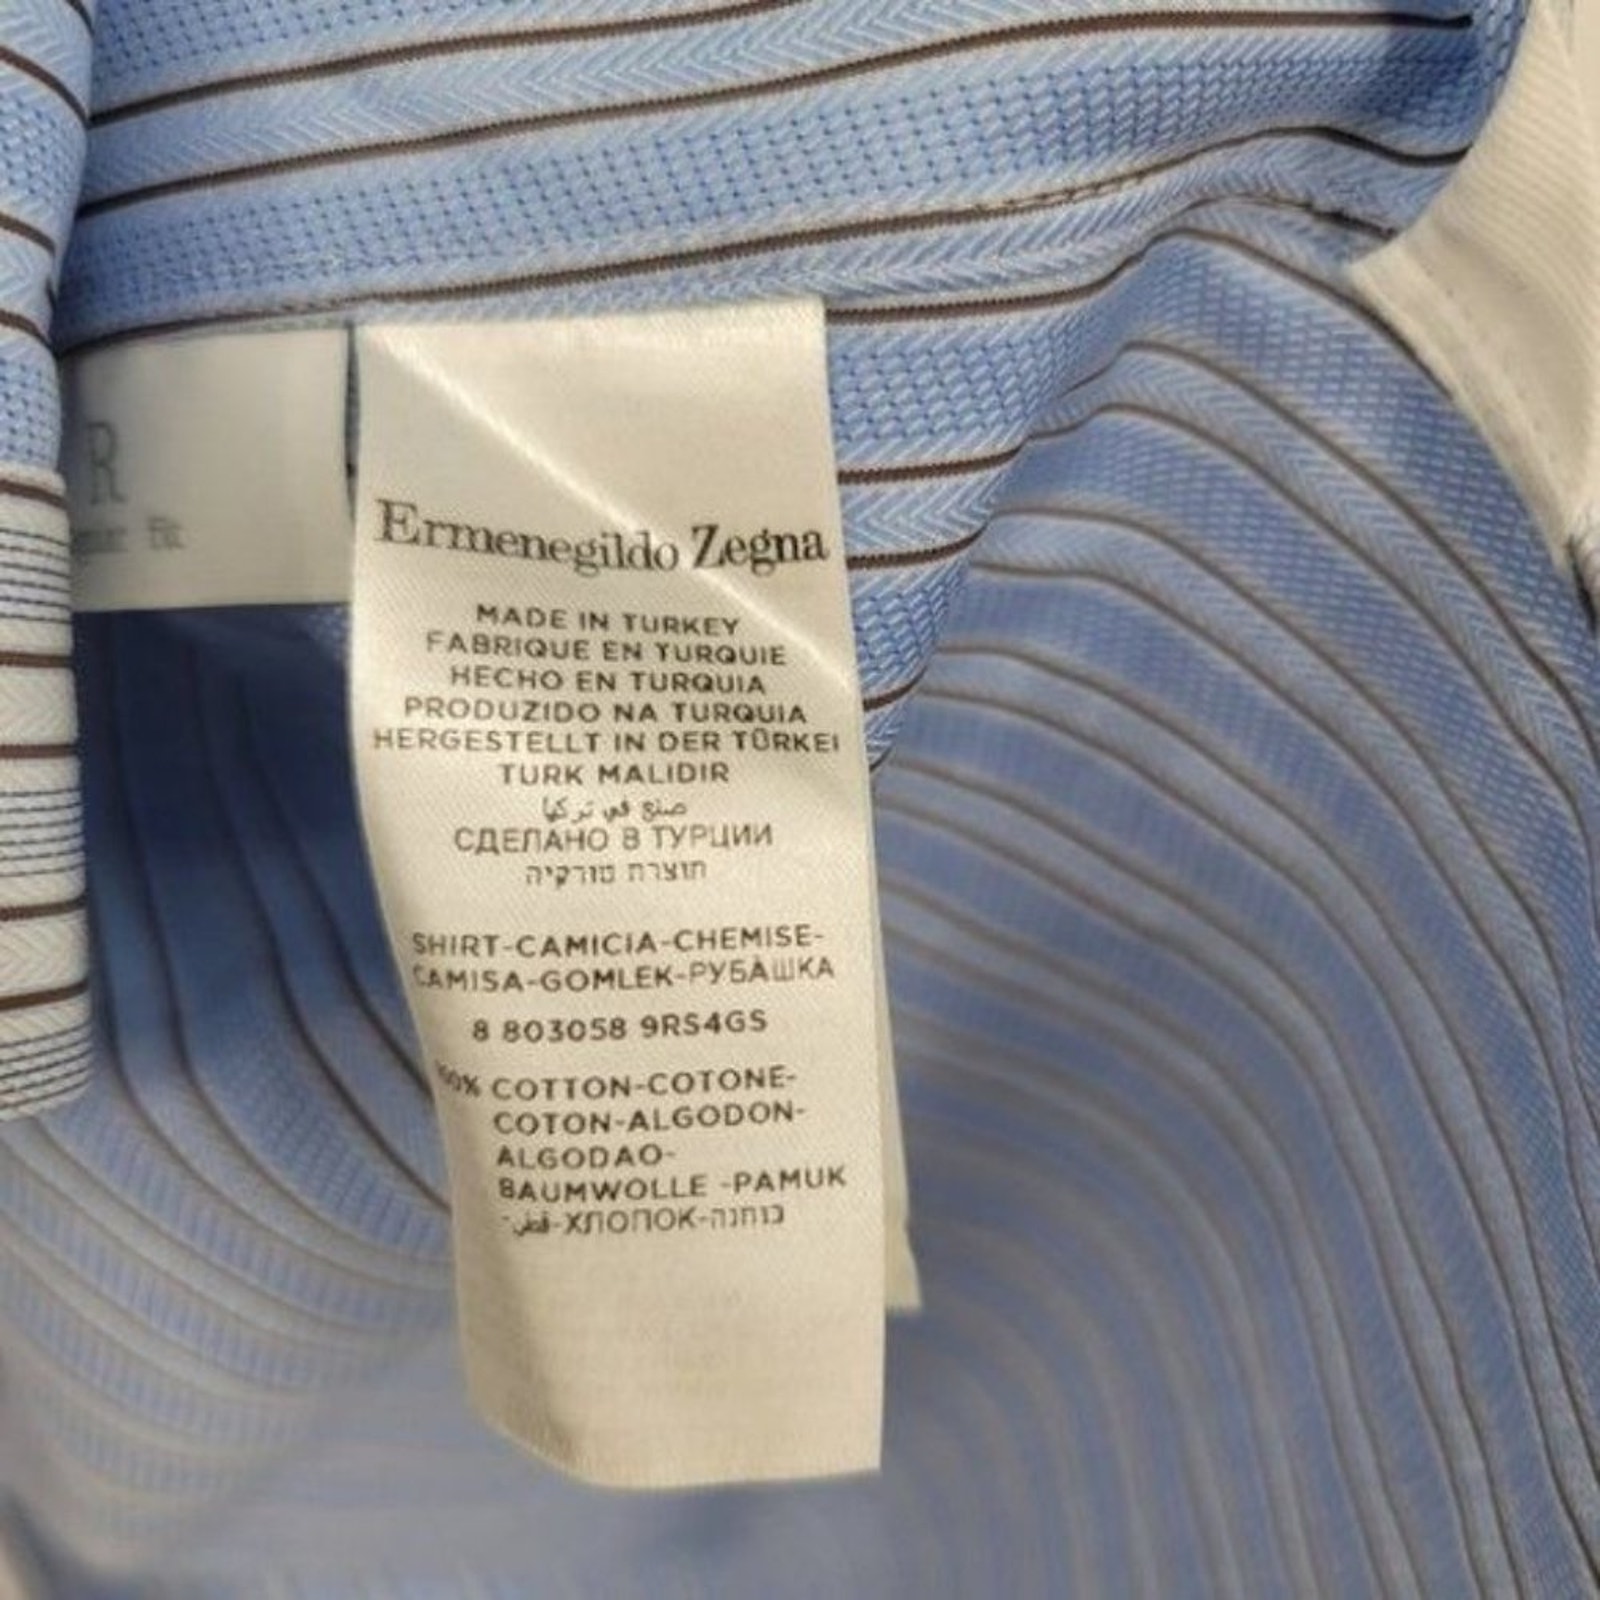 R
fit
Ermenegildo Zegna
MADE IN TURKEY
FABRIQUE EN TURQUIE
HECHO EN TURQUIA
PRODUZIDO NA TURQUIA
HERGESTELLT IN DER TÜRKEI
TURK MALIDIR
صنع في تركيا
СДЕЛАНО В ТУРЦИИ
תוצרת טורקיה
SHIRT-CAMICIA-CHEMISE-
CAMISA-GOMLEK-РУБАШКА
8 803058 9RS4GS
100% COTTON-COTONE-
COTON-ALGODON-
ALGODAO-
BAUMWOLLE -PAMUK
-قطن-ХЛОПОК-כותנה